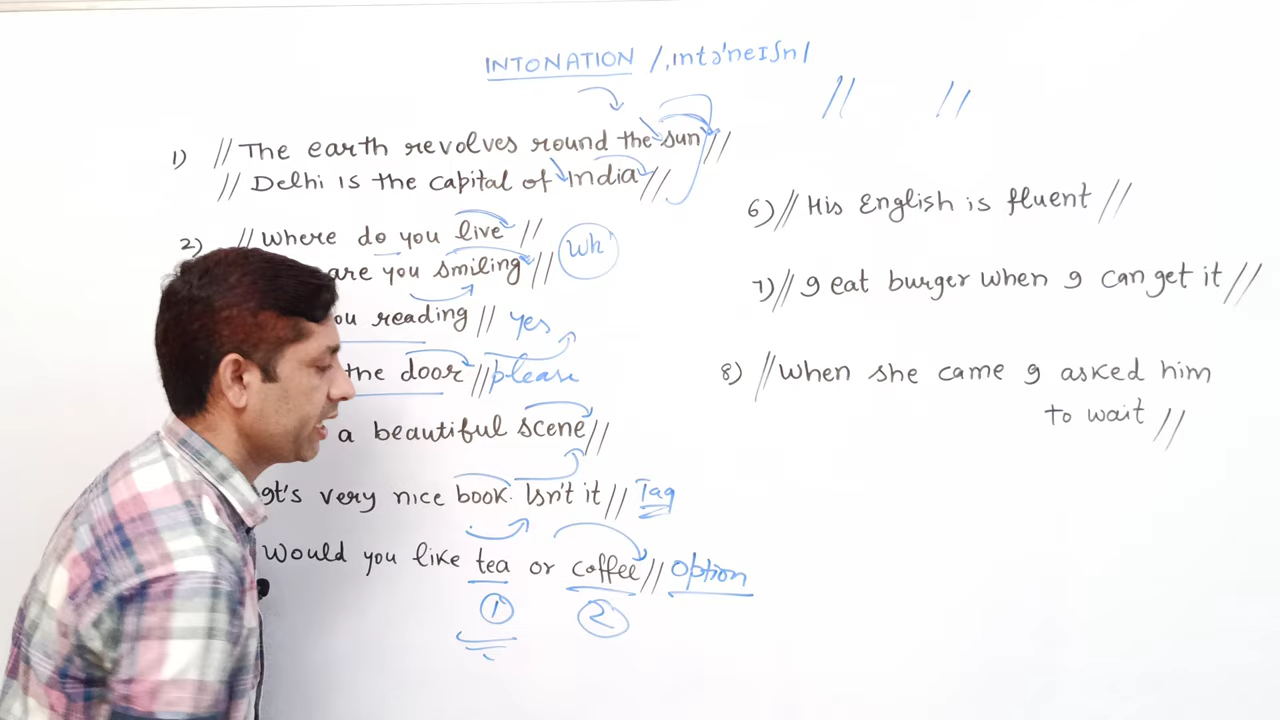 INTONATION /ˌɪntəˈneɪʃn/
// //
1) // The earth revolves round the sun //
// Delhi is the capital of India //
2) // Where do you live //
are you smiling // Wh'
ou reading // yes
the door // please
a beautiful scene //
It's very nice book. Isn't it // Tag
Would you like tea or coffee // option
1 2
6) // His English is fluent //
7) // I eat burger when I can get it //
8) // When she came I asked him
to wait //